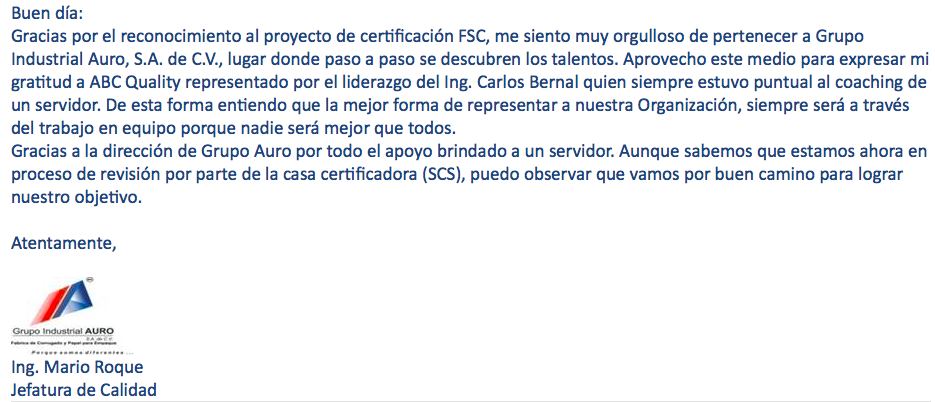 Buen día:
Gracias por el reconocimiento al proyecto de certificación FSC, me siento muy orgulloso de pertenecer a Grupo
Industrial Auro, S.A. de C.V., lugar donde paso a paso se descubren los talentos. Aprovecho este medio para expresar mi
gratitud a ABC Quality representado por el liderazgo del Ing. Carlos Bernal quien siempre estuvo puntual al coaching de
un servidor. De esta forma entiendo que la mejor forma de representar a nuestra Organización, siempre será a través
del trabajo en equipo porque nadie será mejor que todos.
Gracias a la dirección de Grupo Auro por todo el apoyo brindado a un servidor. Aunque sabemos que estamos ahora en
proceso de revisión por parte de la casa certificadora (SCS), puedo observar que vamos por buen camino para lograr
nuestro objetivo.
Atentamente,
Grupo Industrial AURO
S.A. de C.V.
Fabrica de Corrugado y Papel para Empaque
Porque somos diferentes ...
Ing. Mario Roque
Jefatura de Calidad